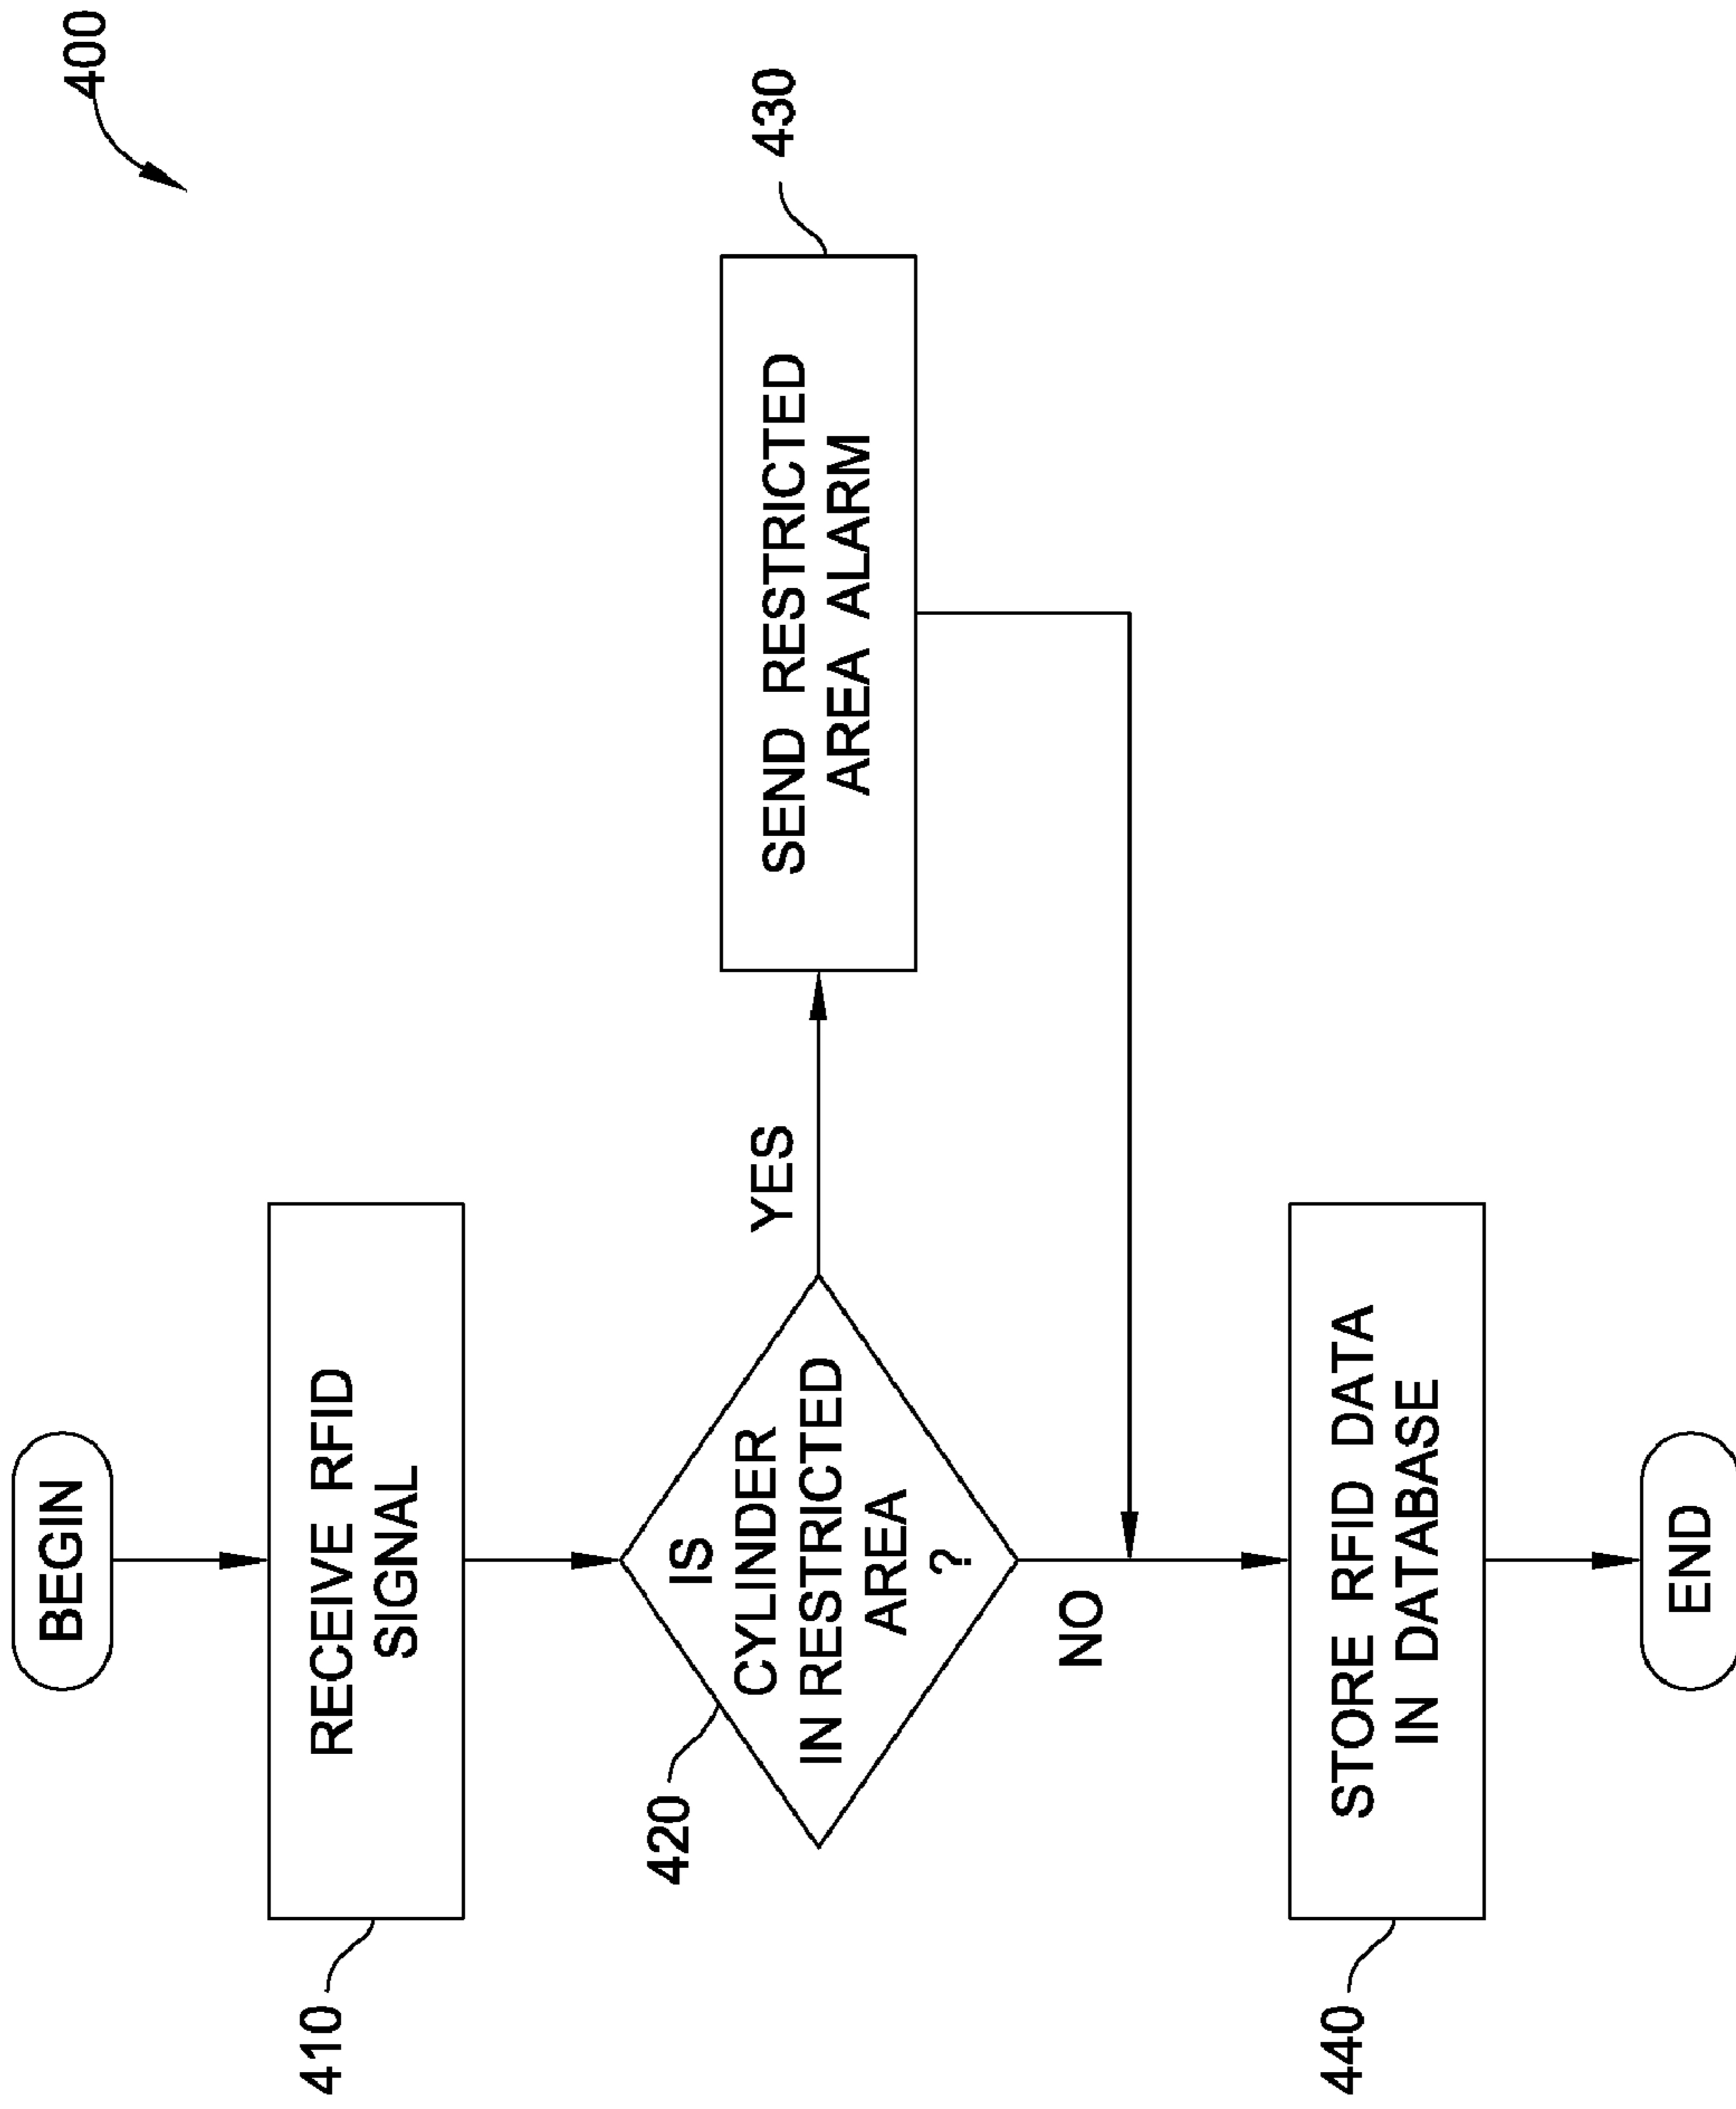 400
BEGIN
410
RECEIVE RFID
SIGNAL
420
IS
CYLINDER
IN RESTRICTED
AREA
?
YES
430
SEND RESTRICTED
AREA ALARM
NO
440
STORE RFID DATA
IN DATABASE
END